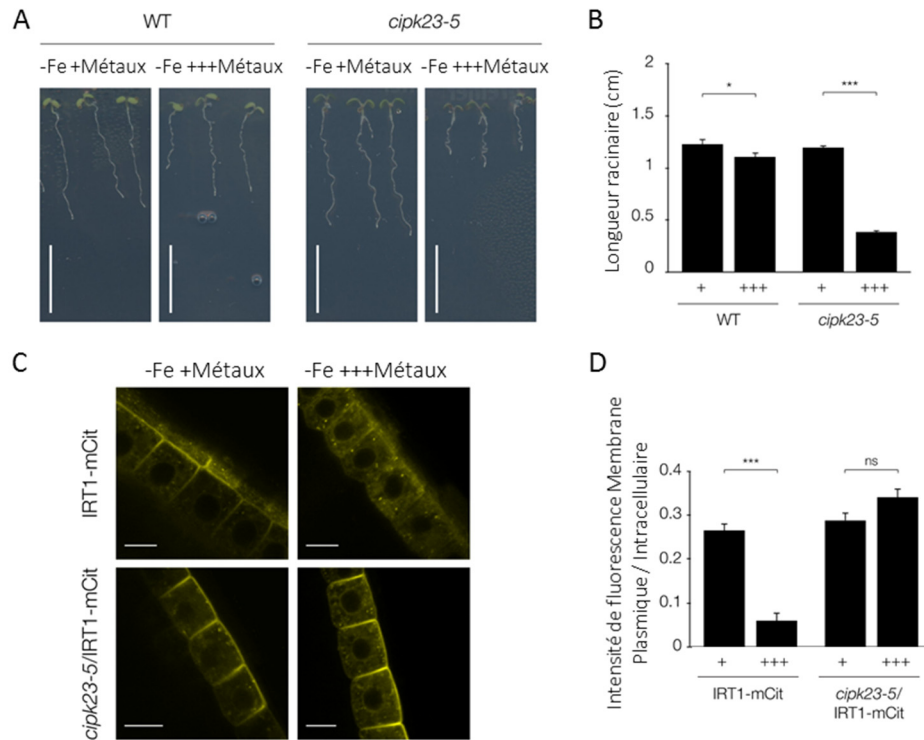 A
WT
cipk23-5
-Fe +Métaux
-Fe +++Métaux
-Fe +Métaux
-Fe +++Métaux
B
Longueur racinaire (cm)
2
1.5
1
0.5
0
*
***
+
+++
+
+++
WT
cipk23-5
C
-Fe +Métaux
-Fe +++Métaux
IRT1-mCit
cipk23-5/IRT1-mCit
D
Intensité de fluorescence Membrane
Plasmique / Intracellulaire
0.4
0.3
0.2
0.1
0
***
ns
+
+++
+
+++
IRT1-mCit
cipk23-5/
IRT1-mCit